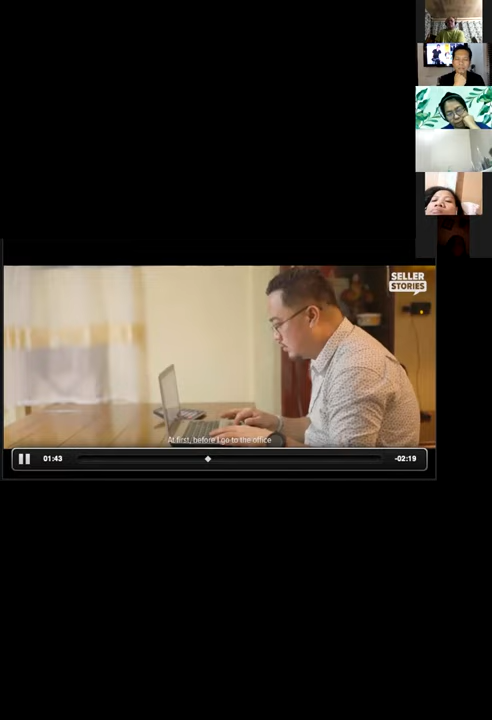 SELLER
STORIES
At first, before I go to the office
01:43
-02:19